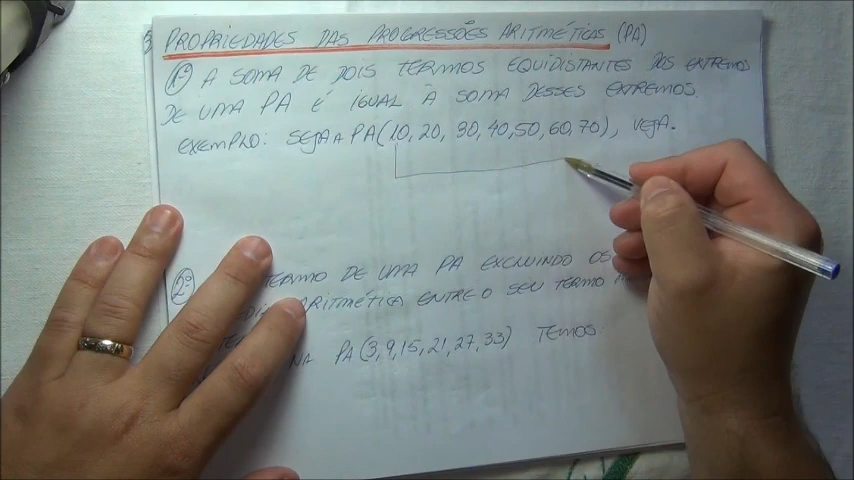 PROPRIEDADES DAS PROGRESSÕES ARITMÉTICAS (PA)
1º A SOMA DE DOIS TERMOS EQUIDISTANTES DOS EXTREMOS
DE UMA PA É IGUAL À SOMA DESSES EXTREMOS.
EXEMPLO: SEJA A PA(10, 20, 30, 40, 50, 60, 70), VEJA.
2º TERMO DE UMA PA EXCLUINDO OS
ARITMÉTICA ENTRE O SEU TERMO
NA PA (3, 9, 15, 21, 27, 33) TEMOS: